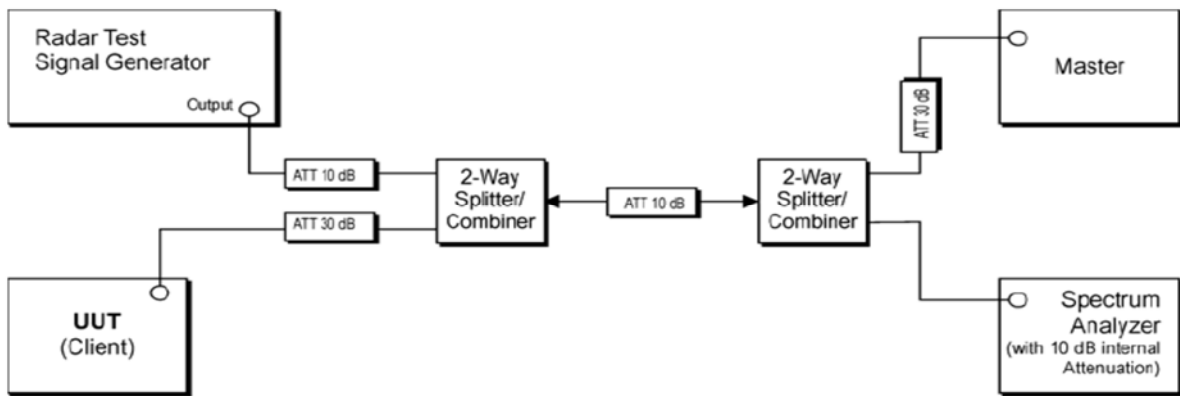 Radar Test
Signal Generator
Output
ATT 10 dB
ATT 30 dB
UUT
(Client)
2-Way
Splitter/
Combiner
ATT 10 dB
2-Way
Splitter/
Combiner
ATT 30 dB
Master
Spectrum
Analyzer
(with 10 dB internal
Attenuation)